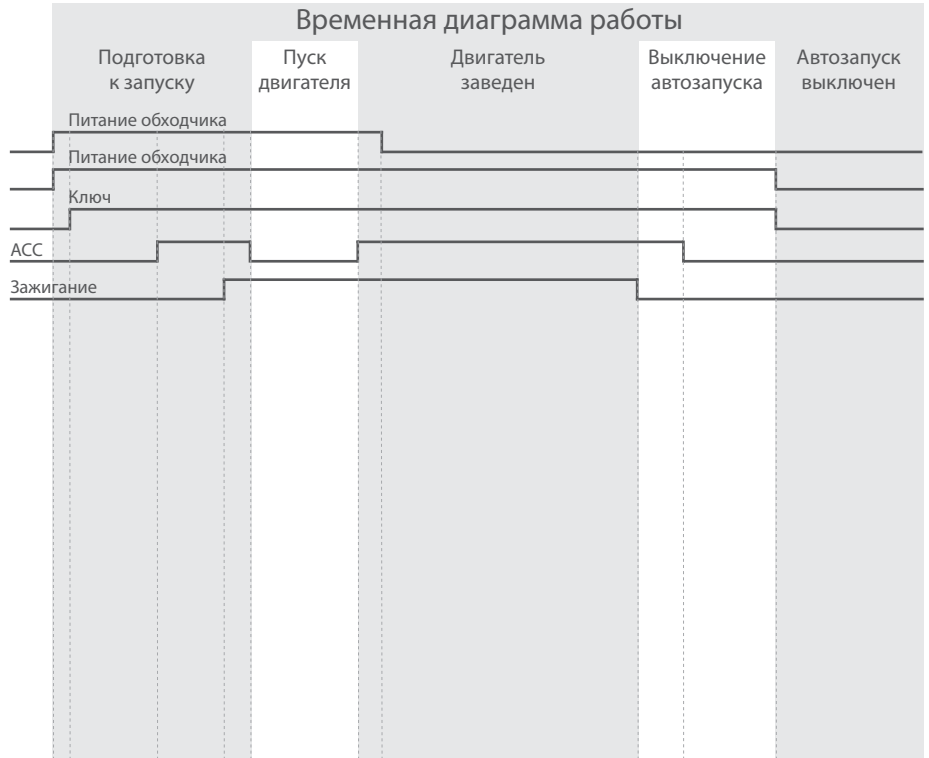 Временная диаграмма работы
Подготовка
к запуску
Пуск
двигателя
Двигатель
заведен
Выключение
автозапуска
Автозапуск
выключен
Питание обходчика
Питание обходчика
Ключ
ACC
Зажигание